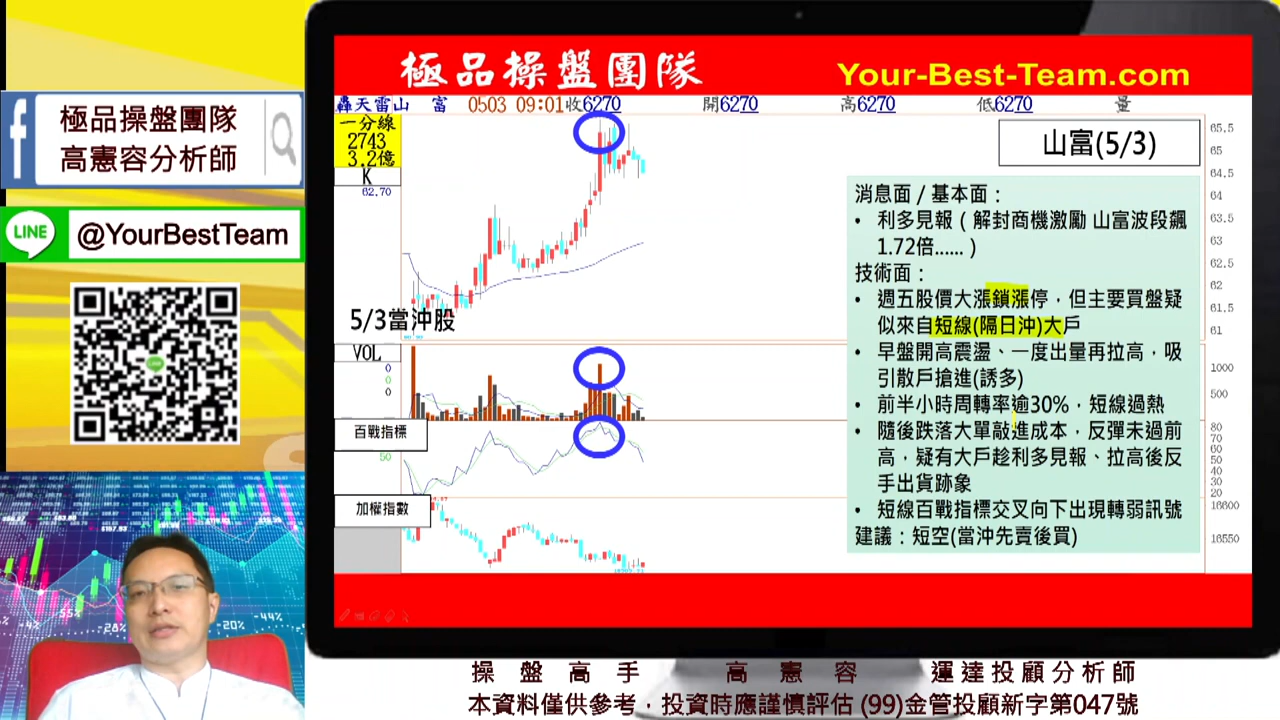 極品操盤團隊
高憲容分析師
LINE
@YourBestTeam
極品操盤團隊
Your-Best-Team.com
轟天雷山 富 0503 09:01收6270 開6270 高6270 低6270 量
一分線
2743
3.2億
K
62.70
5/3當沖股
VOL
0
0
0
百戰指標
50
加權指數
山富(5/3)
消息面 / 基本面：
• 利多見報（解封商機激勵 山富波段飆
1.72倍......）
技術面：
• 週五股價大漲鎖漲停，但主要買盤疑
似來自短線(隔日沖)大戶
• 早盤開高震盪、一度出量再拉高，吸
引散戶搶進(誘多)
• 前半小時周轉率逾30%，短線過熱
• 隨後跌落大單敲進成本，反彈未過前
高，疑有大戶趁利多見報、拉高後反
手出貨跡象
• 短線百戰指標交叉向下出現轉弱訊號
建議：短空(當沖先賣後買)
65.5
65
64.5
64
63.5
63
62.5
62
61.5
61
1000
500
80
70
60
50
40
30
20
16600
16550
操盤高手 高憲容 運達投顧分析師
本資料僅供參考，投資時應謹慎評估 (99)金管投顧新字第047號